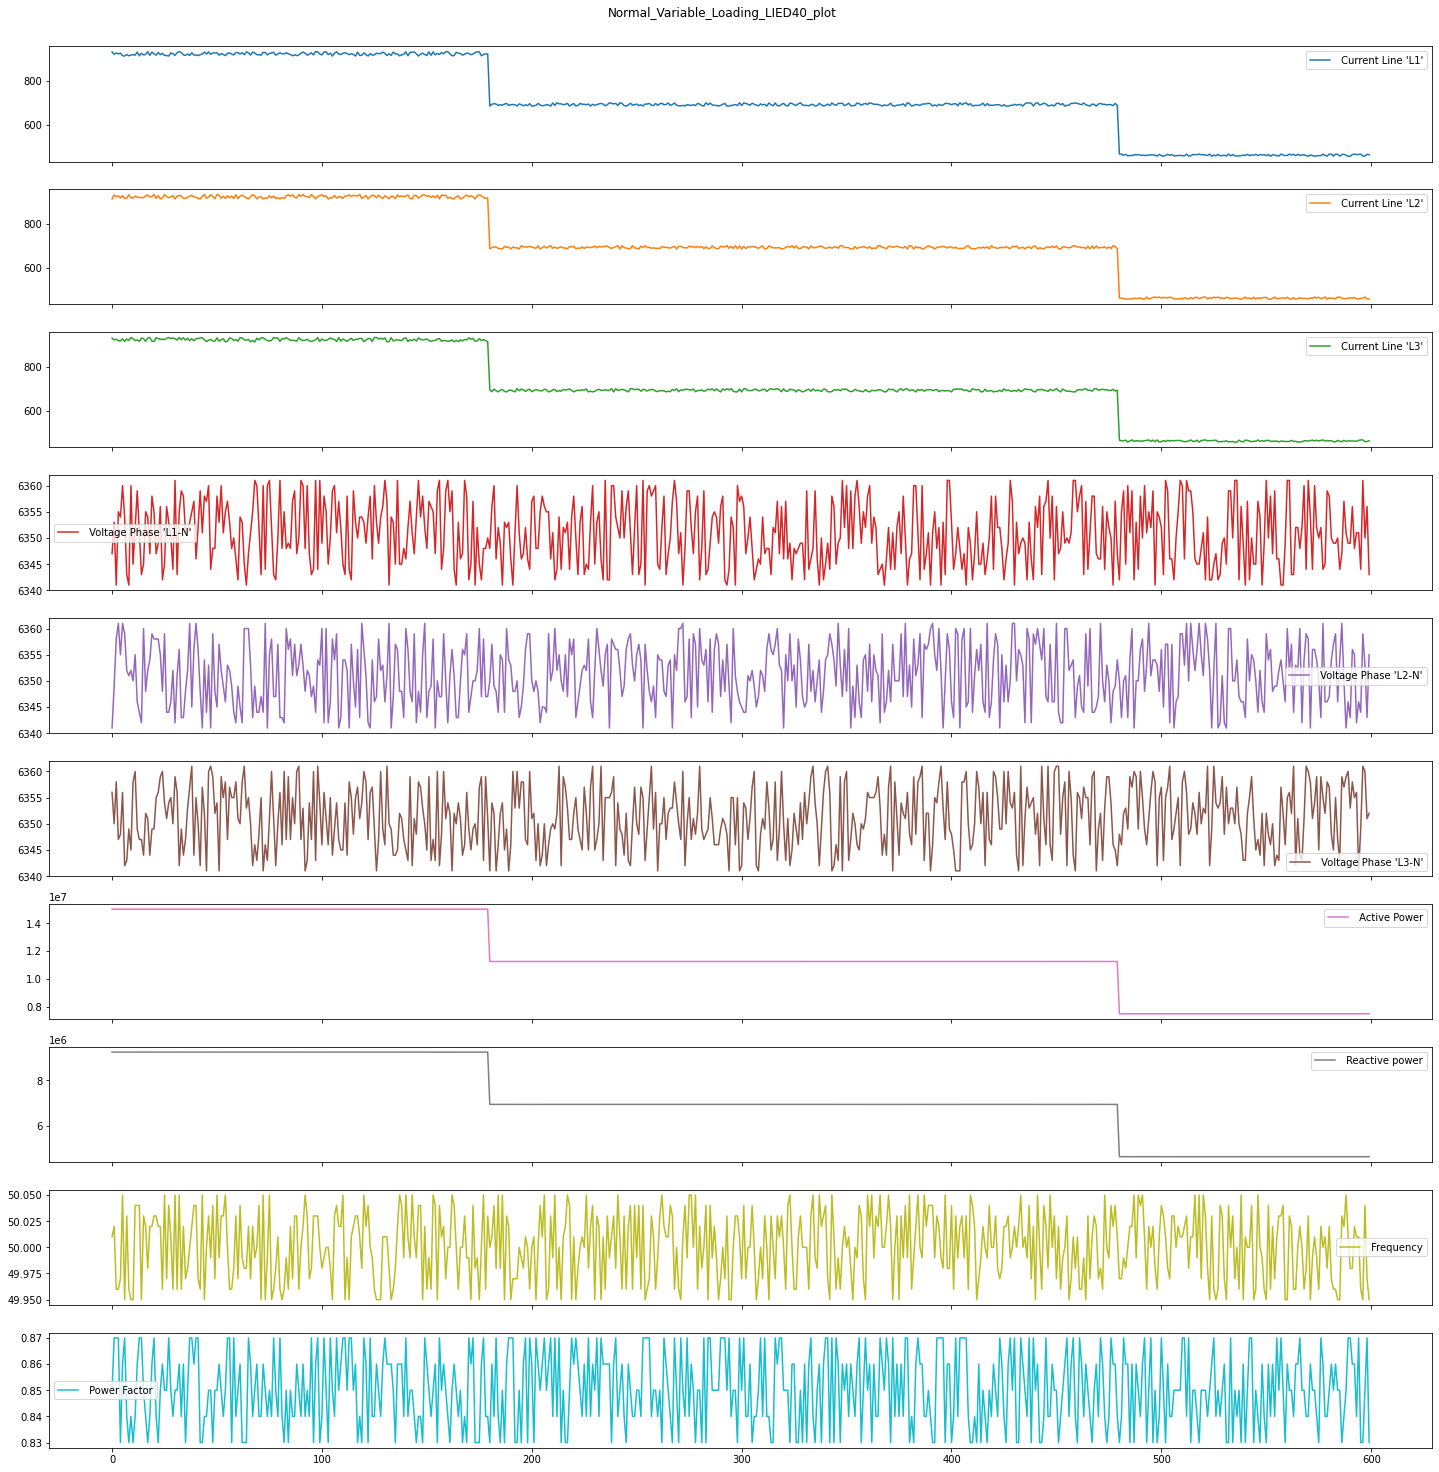 Normal_Variable_Loading_LIED40_plot
Current Line 'L1'
800
600
Current Line 'L2'
800
600
Current Line 'L3'
800
600
6360
6355
6350
6345
6340
Voltage Phase 'L1-N'
6360
6355
6350
6345
6340
Voltage Phase 'L2-N'
6360
6355
6350
6345
6340
Voltage Phase 'L3-N'
1e7
1.4
1.2
1.0
0.8
Active Power
1e6
8
6
Reactive power
50.050
50.025
50.000
49.975
49.950
Frequency
0.87
0.86
0.85
0.84
0.83
Power Factor
0 100 200 300 400 500 600